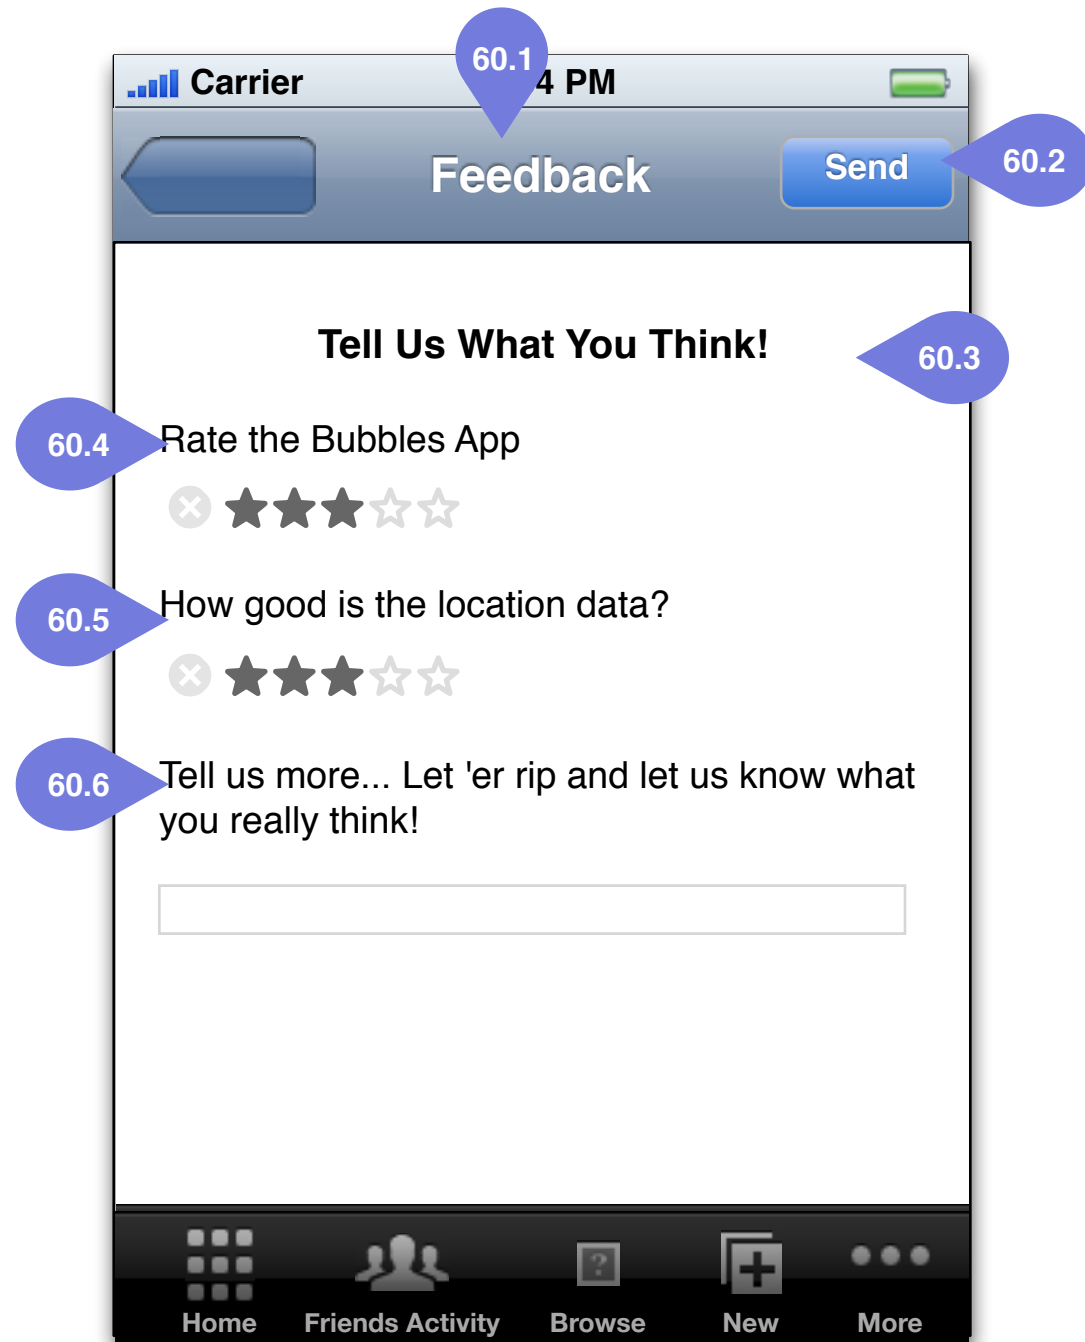 60.1
Carrier 4 PM
Feedback
Send
60.2
Tell Us What You Think!
60.3
60.4
Rate the Bubbles App
60.5
How good is the location data?
60.6
Tell us more... Let 'er rip and let us know what
you really think!
?
Home Friends Activity Browse New More